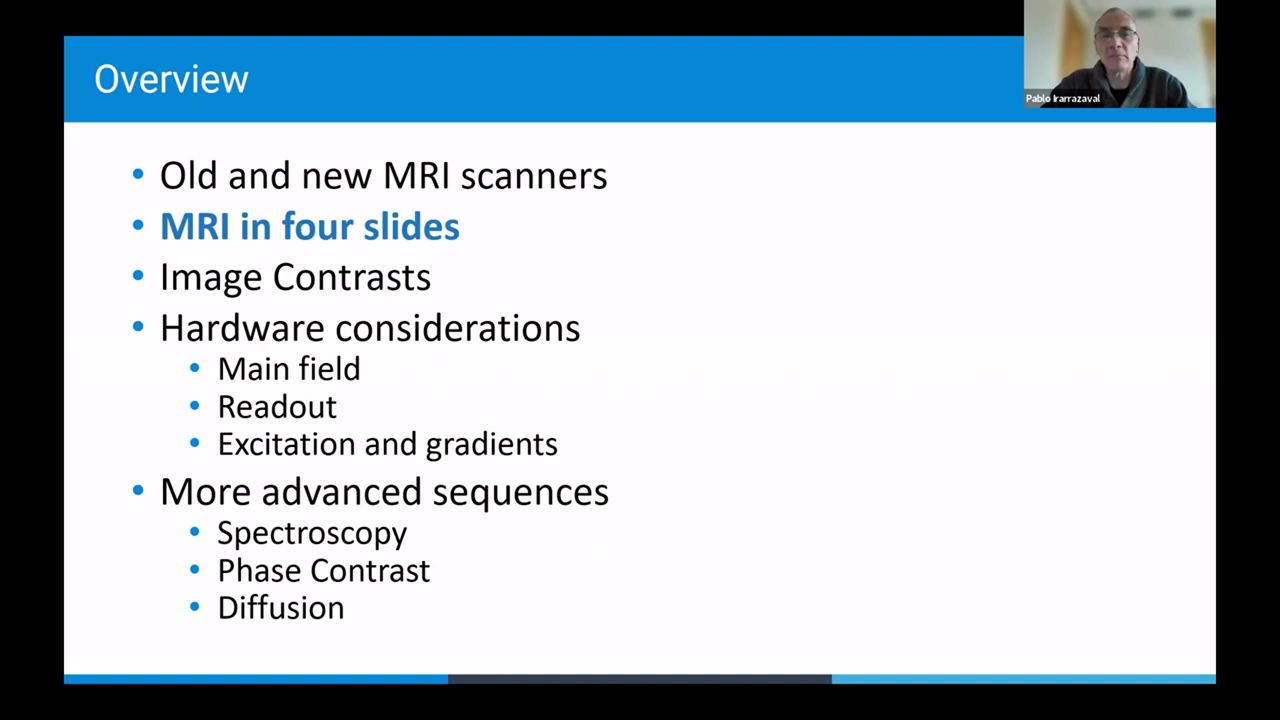 Overview
Pablo Irarrazaval
• Old and new MRI scanners
• MRI in four slides
• Image Contrasts
• Hardware considerations
• Main field
• Readout
• Excitation and gradients
• More advanced sequences
• Spectroscopy
• Phase Contrast
• Diffusion